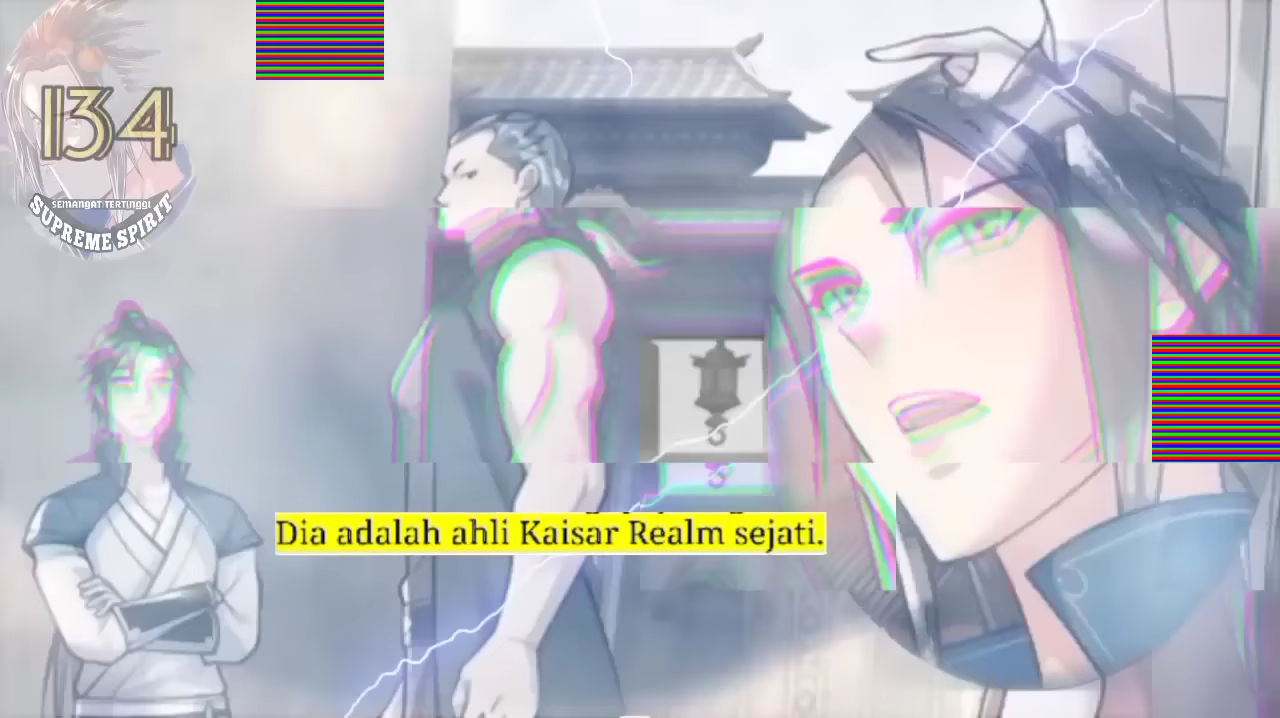 134
SEMANGAT TERTINGGI
SUPREME SPIRIT
Dia adalah ahli Kaisar Realm sejati.